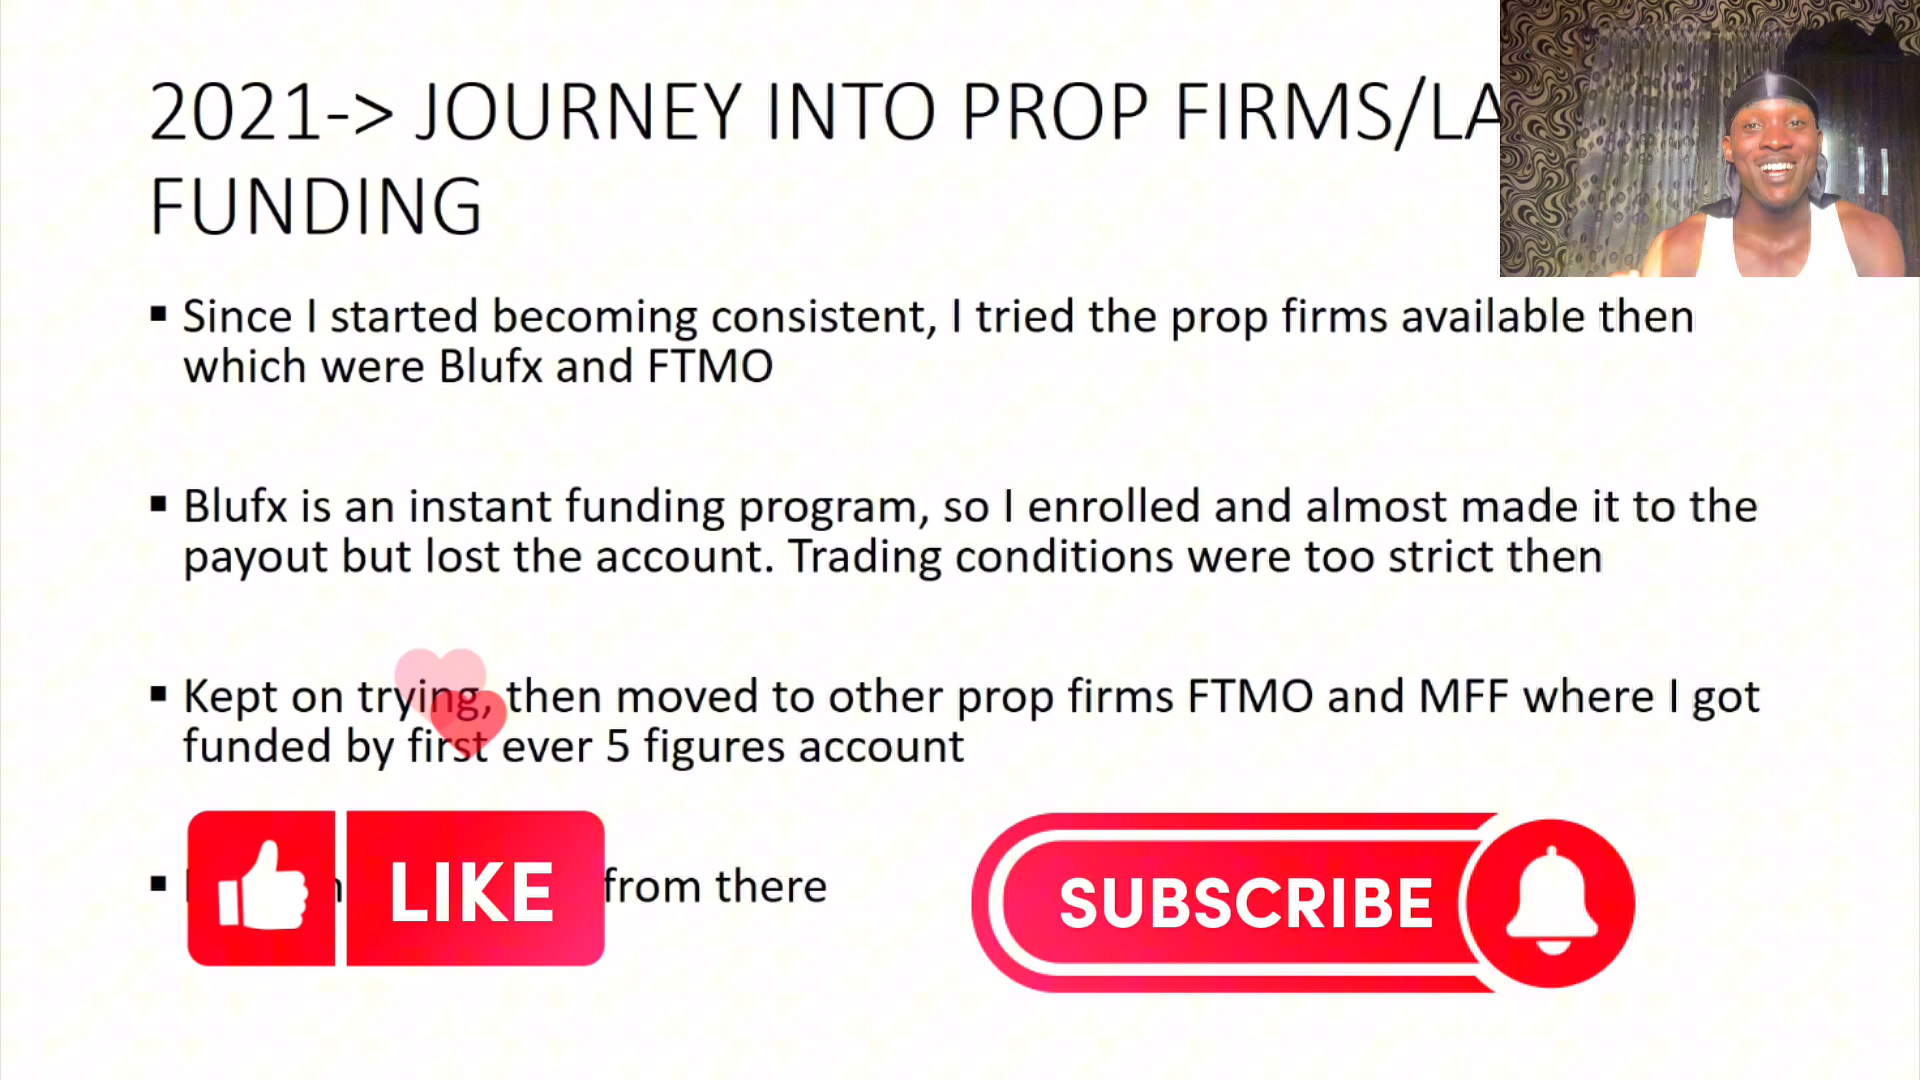 2021-> JOURNEY INTO PROP FIRMS/LA
FUNDING
▪ Since I started becoming consistent, I tried the prop firms available then
which were Blufx and FTMO
▪ Blufx is an instant funding program, so I enrolled and almost made it to the
payout but lost the account. Trading conditions were too strict then
▪ Kept on trying, then moved to other prop firms FTMO and MFF where I got
funded by first ever 5 figures account
▪ from there
LIKE
SUBSCRIBE